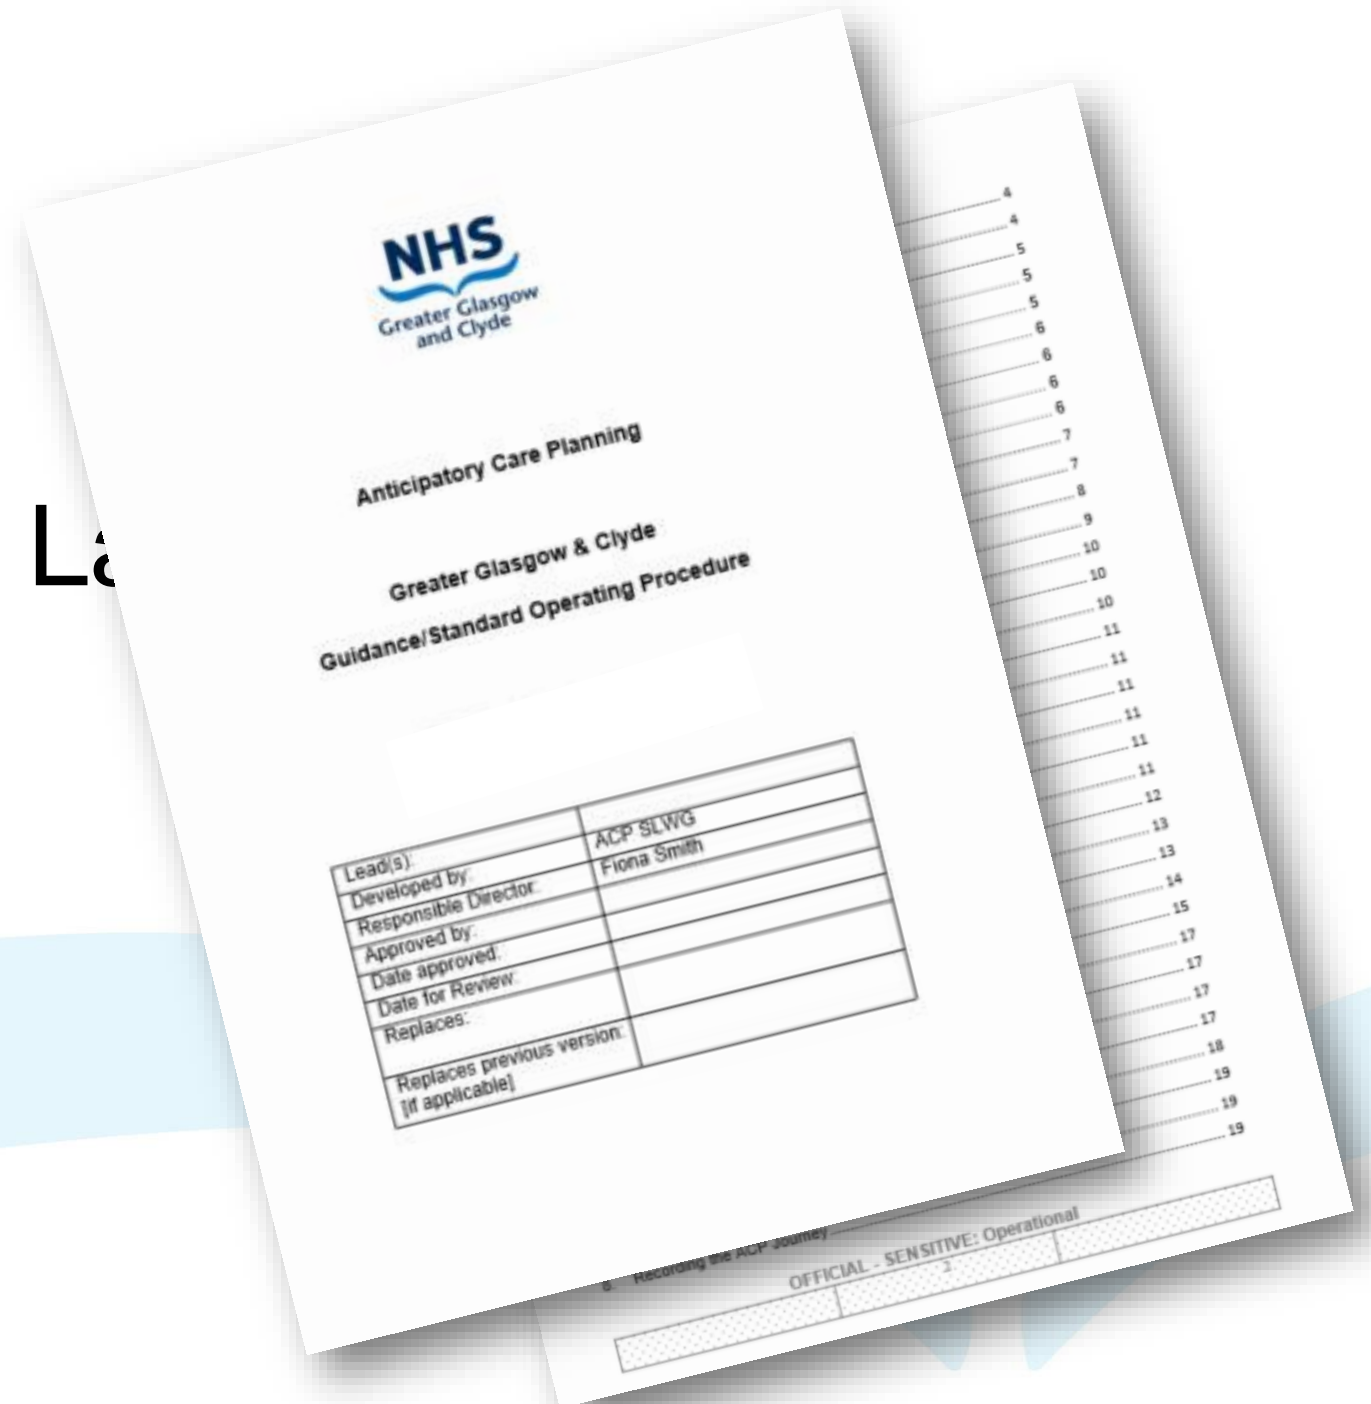 NHS
Greater Glasgow
and Clyde
Anticipatory Care Planning
Greater Glasgow & Clyde
Guidance/Standard Operating Procedure
Lead(s):
Developed by: ACP SLWG
Responsible Director: Fiona Smith
Approved by:
Date approved:
Date for Review:
Replaces:
Replaces previous version:
[if applicable]
4
4
5
5
5
6
6
6
6
7
7
8
9
10
10
10
11
11
11
11
11
11
12
13
13
14
15
17
17
17
17
18
19
19
Recording the ACP Journey 19
OFFICIAL - SENSITIVE: Operational
2